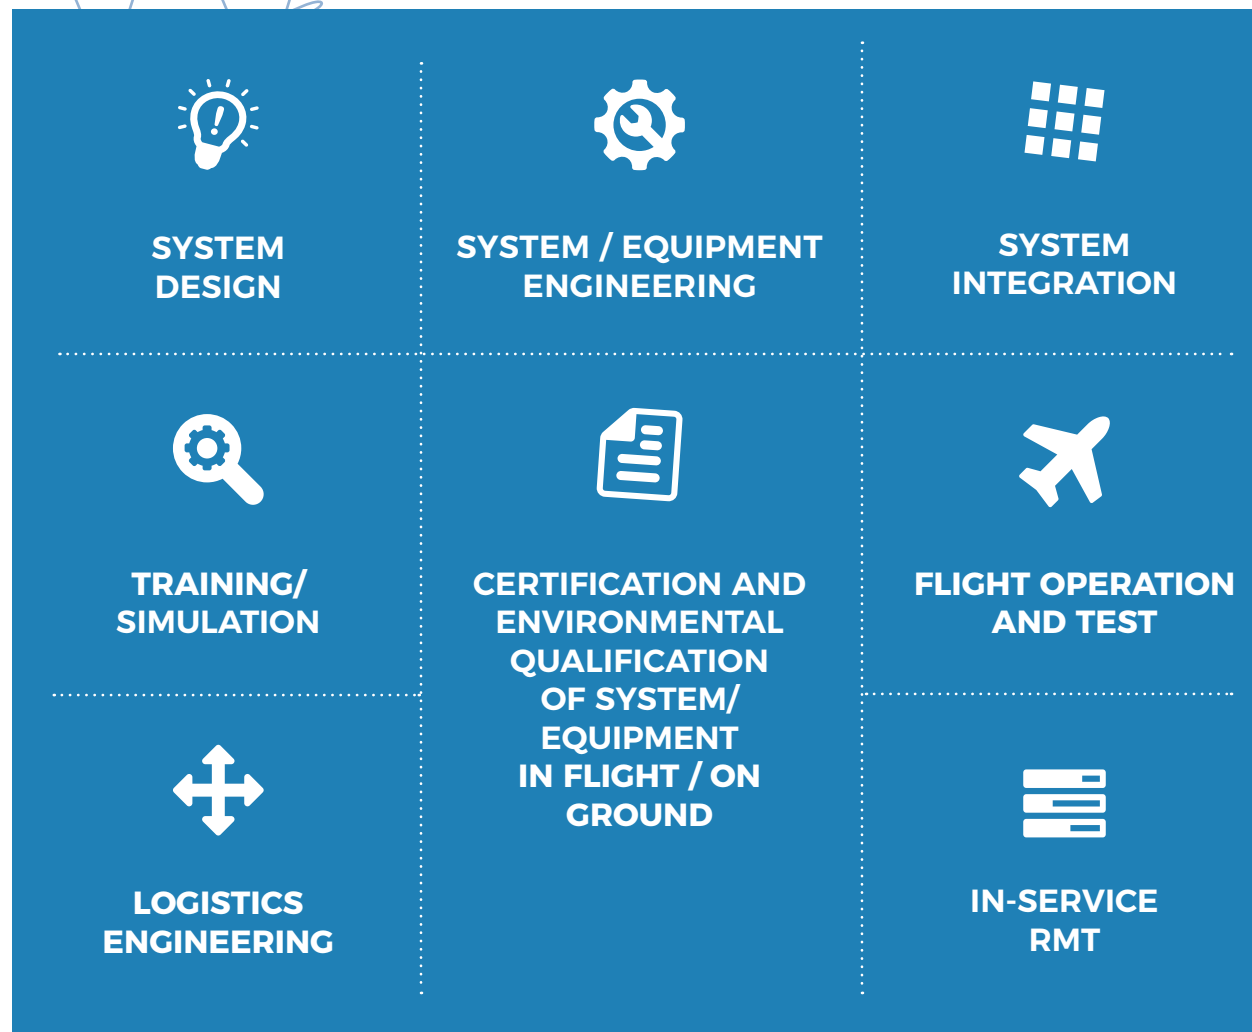 SYSTEM
DESIGN
SYSTEM / EQUIPMENT
ENGINEERING
SYSTEM
INTEGRATION
TRAINING/
SIMULATION
CERTIFICATION AND
ENVIRONMENTAL
QUALIFICATION
OF SYSTEM/
EQUIPMENT
IN FLIGHT / ON
GROUND
FLIGHT OPERATION
AND TEST
LOGISTICS
ENGINEERING
IN-SERVICE
RMT